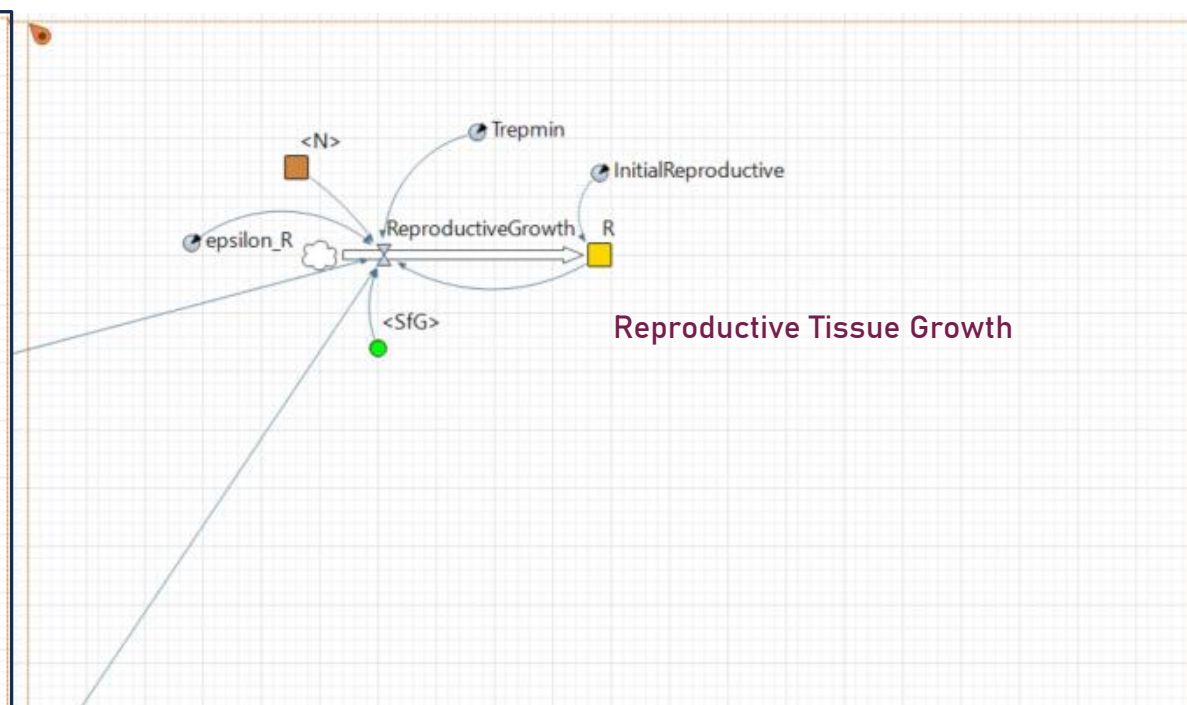 Trepmin
<N>
InitialReproductive
ReproductiveGrowth R
epsilon_R
<SfG>
Reproductive Tissue Growth